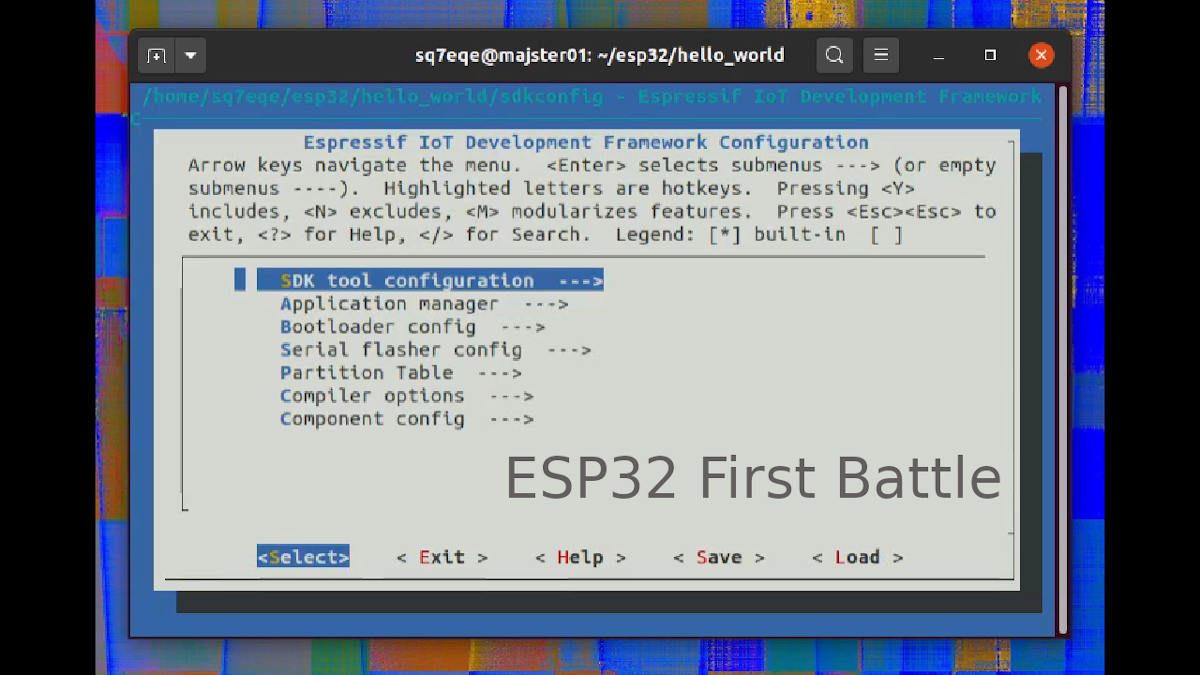 sq7eqe@majster01: ~/esp32/hello_world
/home/sq7eqe/esp32/hello_world/sdkconfig - Espressif IoT Development Framework
C
Espressif IoT Development Framework Configuration
Arrow keys navigate the menu.  <Enter> selects submenus ---> (or empty
submenus ----).  Highlighted letters are hotkeys.  Pressing <Y>
includes, <N> excludes, <M> modularizes features.  Press <Esc><Esc> to
exit, <?> for Help, </> for Search.  Legend: [*] built-in  [ ]
SDK tool configuration  --->
Application manager  --->
Bootloader config  --->
Serial flasher config  --->
Partition Table  --->
Compiler options  --->
Component config  --->
ESP32 First Battle
<Select>    < Exit >    < Help >    < Save >    < Load >